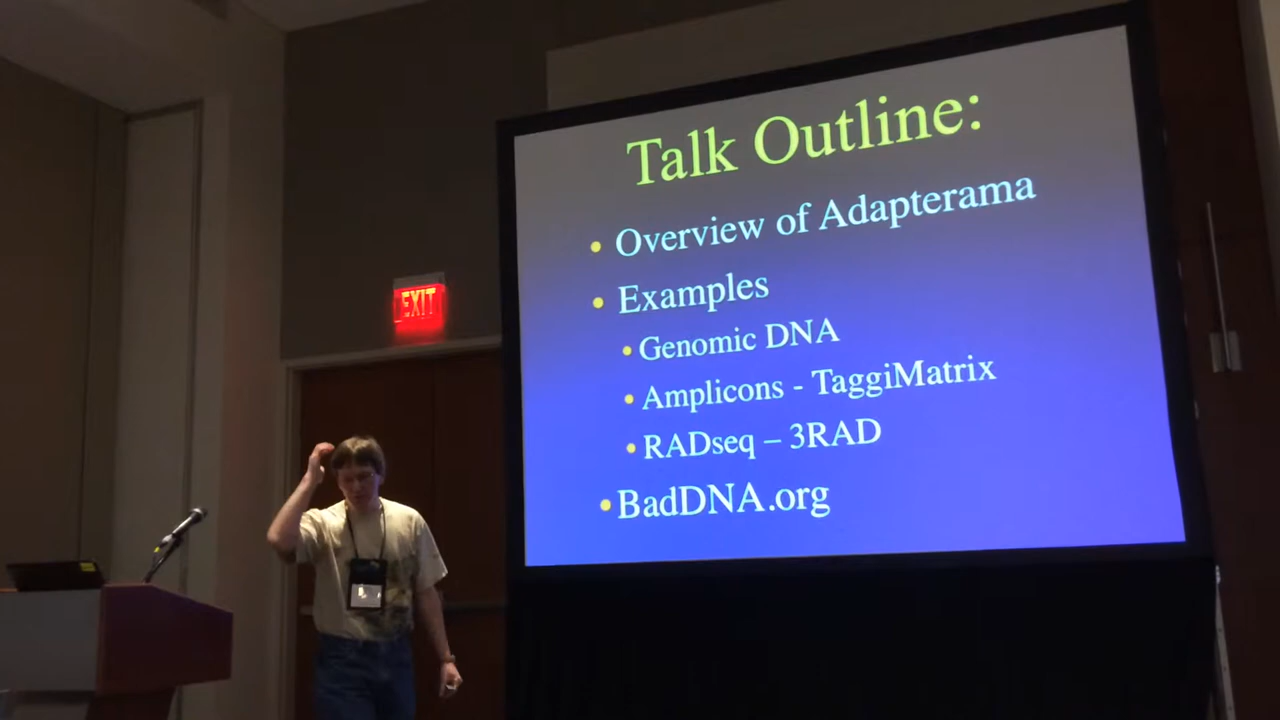 Talk Outline:
• Overview of Adapterama
• Examples
• Genomic DNA
• Amplicons - TaggiMatrix
• RADseq – 3RAD
• BadDNA.org
EXIT